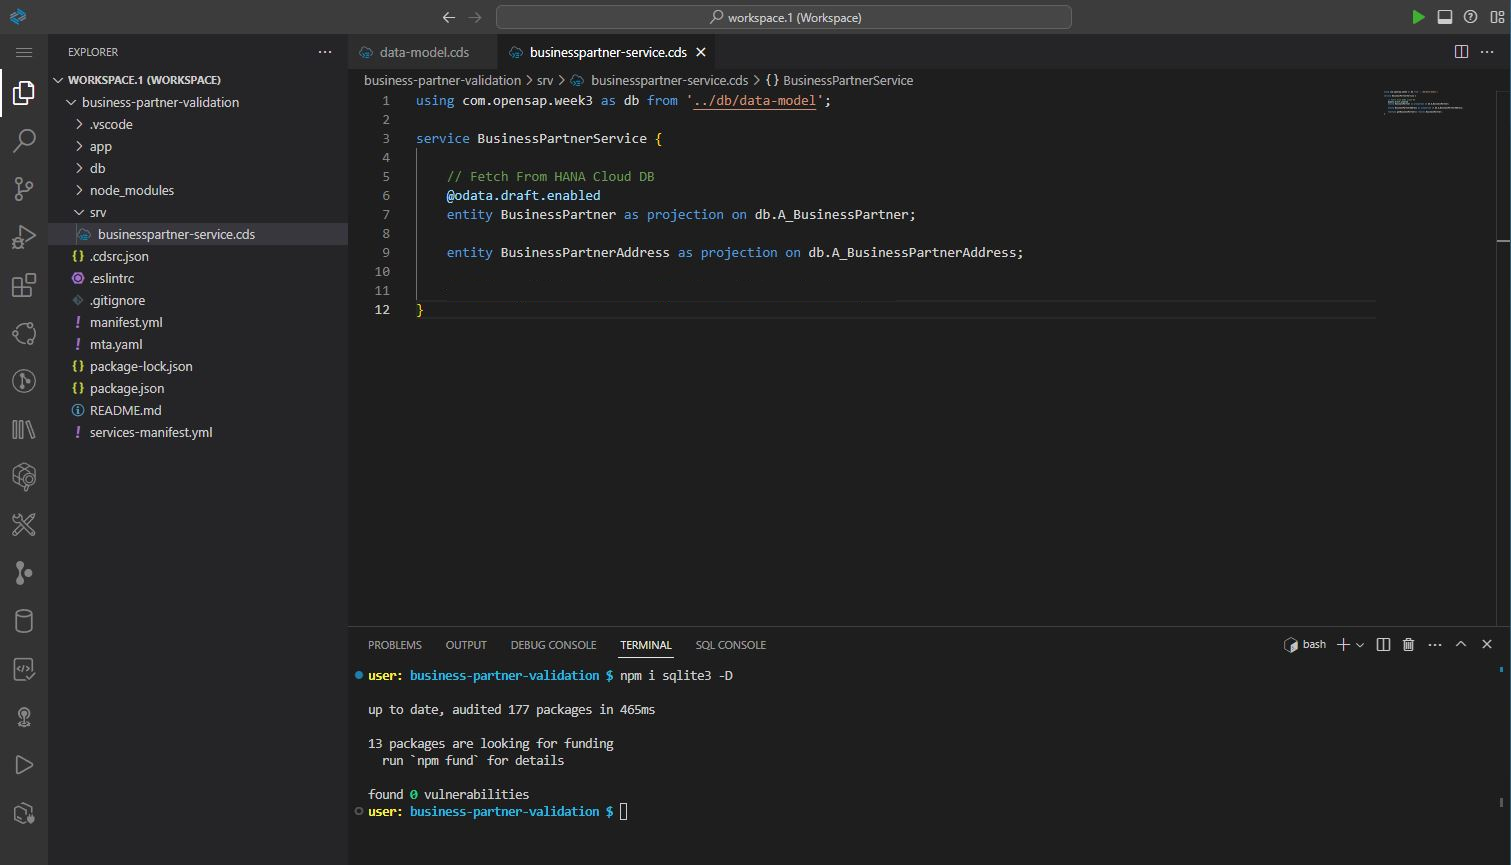 workspace.1 (Workspace)
EXPLORER
WORKSPACE.1 (WORKSPACE)
business-partner-validation
.vscode
app
db
node_modules
srv
businesspartner-service.cds
.cdsrc.json
.eslintrc
.gitignore
manifest.yml
mta.yaml
package-lock.json
package.json
README.md
services-manifest.yml
data-model.cds
businesspartner-service.cds
business-partner-validation > srv > businesspartner-service.cds > {} BusinessPartnerService
1 using com.opensap.week3 as db from '../db/data-model';
2
3 service BusinessPartnerService {
4
5 // Fetch From HANA Cloud DB
6 @odata.draft.enabled
7 entity BusinessPartner as projection on db.A_BusinessPartner;
8
9 entity BusinessPartnerAddress as projection on db.A_BusinessPartnerAddress;
10
11
12 }
PROBLEMS OUTPUT DEBUG CONSOLE TERMINAL SQL CONSOLE
bash
user: business-partner-validation $ npm i sqlite3 -D
up to date, audited 177 packages in 465ms
13 packages are looking for funding
run `npm fund` for details
found 0 vulnerabilities
user: business-partner-validation $